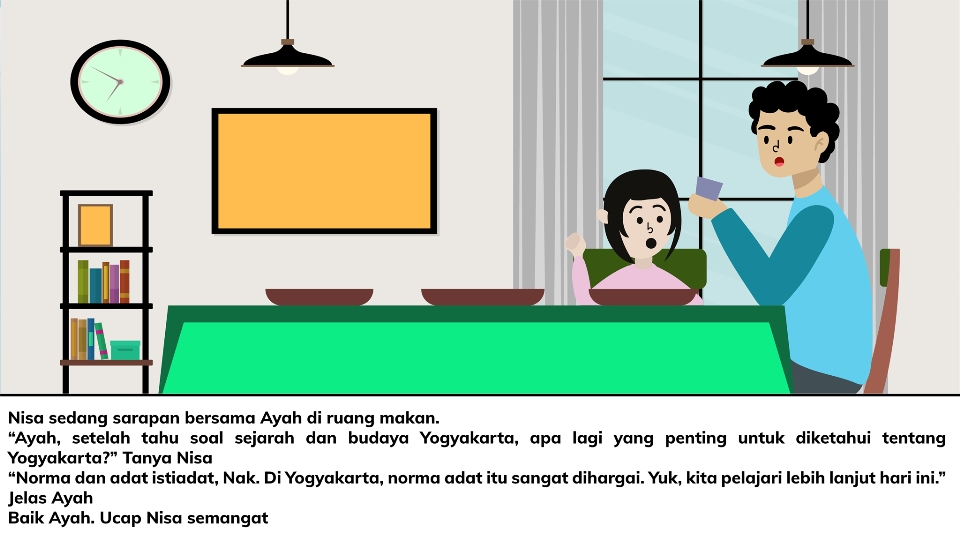 Nisa sedang sarapan bersama Ayah di ruang makan.
“Ayah, setelah tahu soal sejarah dan budaya Yogyakarta, apa lagi yang penting untuk diketahui tentang
Yogyakarta?” Tanya Nisa
“Norma dan adat istiadat, Nak. Di Yogyakarta, norma adat itu sangat dihargai. Yuk, kita pelajari lebih lanjut hari ini.”
Jelas Ayah
Baik Ayah. Ucap Nisa semangat